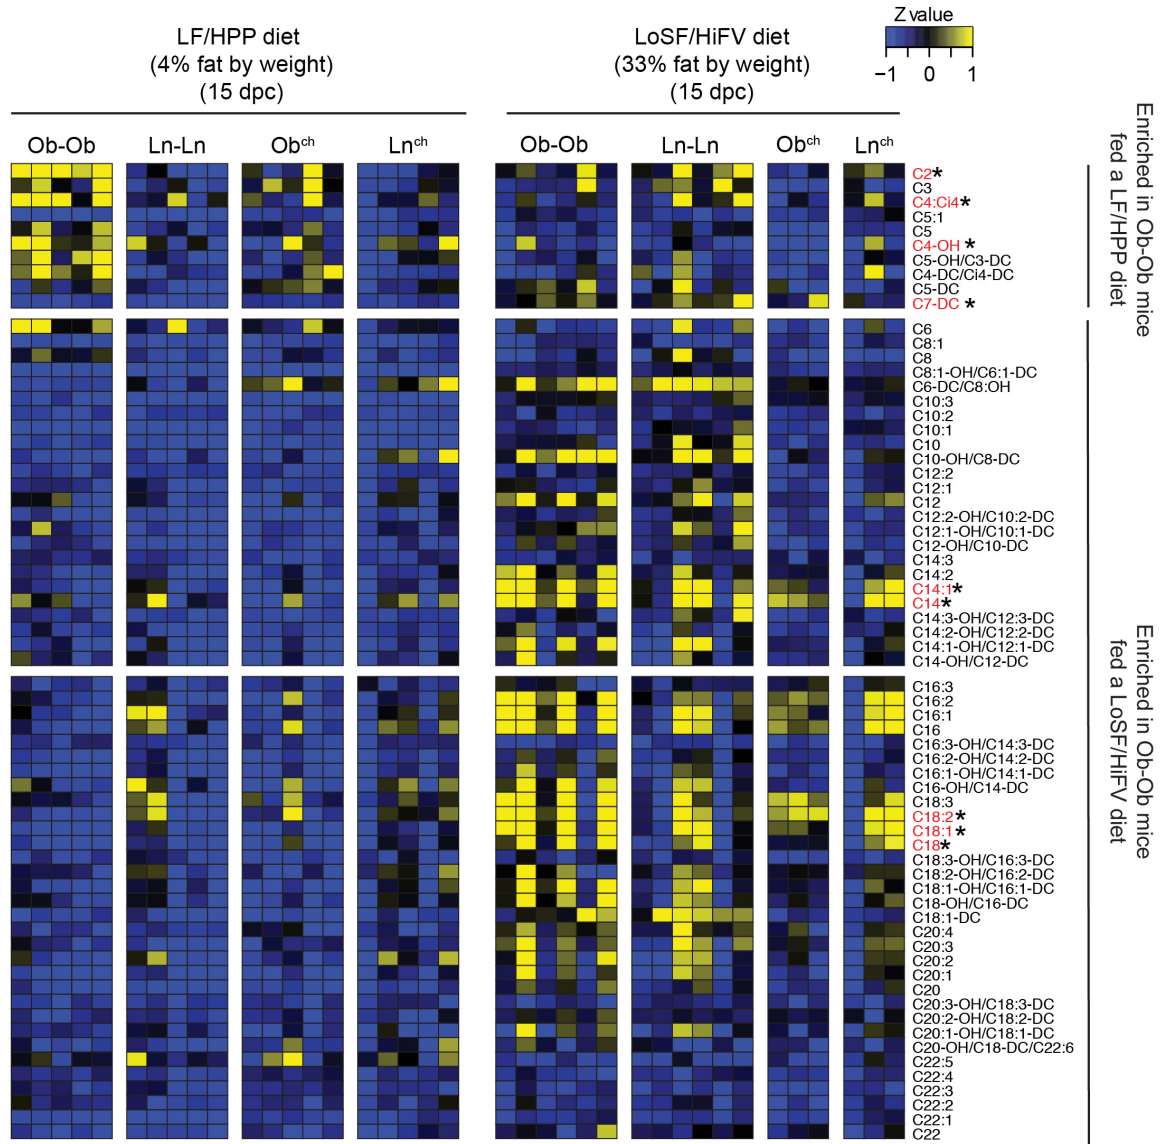 Z value
−1 0 1
LF/HPP diet
(4% fat by weight)
(15 dpc)
LoSF/HiFV diet
(33% fat by weight)
(15 dpc)
Ob-Ob Ln-Ln Obch Lnch Ob-Ob Ln-Ln Obch Lnch
C2*
C3
C4:Ci4*
C5:1
C5
C4-OH *
C5-OH/C3-DC
C4-DC/Ci4-DC
C5-DC
C7-DC *
Enriched in Ob-Ob mice
fed a LF/HPP diet
C6
C8:1
C8
C8:1-OH/C6:1-DC
C6-DC/C8:OH
C10:3
C10:2
C10:1
C10
C10-OH/C8-DC
C12:2
C12:1
C12
C12:2-OH/C10:2-DC
C12:1-OH/C10:1-DC
C12-OH/C10-DC
C14:3
C14:2
C14:1*
C14*
C14:3-OH/C12:3-DC
C14:2-OH/C12:2-DC
C14:1-OH/C12:1-DC
C14-OH/C12-DC
C16:3
C16:2
C16:1
C16
C16:3-OH/C14:3-DC
C16:2-OH/C14:2-DC
C16:1-OH/C14:1-DC
C16-OH/C14-DC
C18:3
C18:2*
C18:1*
C18*
C18:3-OH/C16:3-DC
C18:2-OH/C16:2-DC
C18:1-OH/C16:1-DC
C18-OH/C16-DC
C18:1-DC
C20:4
C20:3
C20:2
C20:1
C20
C20:3-OH/C18:3-DC
C20:2-OH/C18:2-DC
C20:1-OH/C18:1-DC
C20-OH/C18-DC/C22:6
C22:5
C22:4
C22:3
C22:2
C22:1
C22
Enriched in Ob-Ob mice
fed a LoSF/HiFV diet